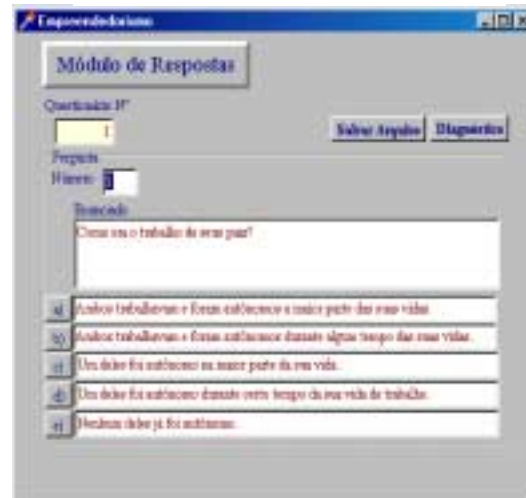 Empreendedorismo
Módulo de Respostas
Questionário Nº
1
Salvar Arquivo
Diagnóstico
Pergunta
Número
Enunciado
Como era o trabalho de seus pais?
a) Ambos trabalhavam e foram autônomos a maior parte das suas vidas.
b) Ambos trabalhavam e foram autônomos durante algum tempo das suas vidas.
c) Um deles foi autônomo na maior parte da sua vida.
d) Um deles foi autônomo durante certo tempo da sua vida de trabalho.
e) Nenhum deles já foi autônomo.